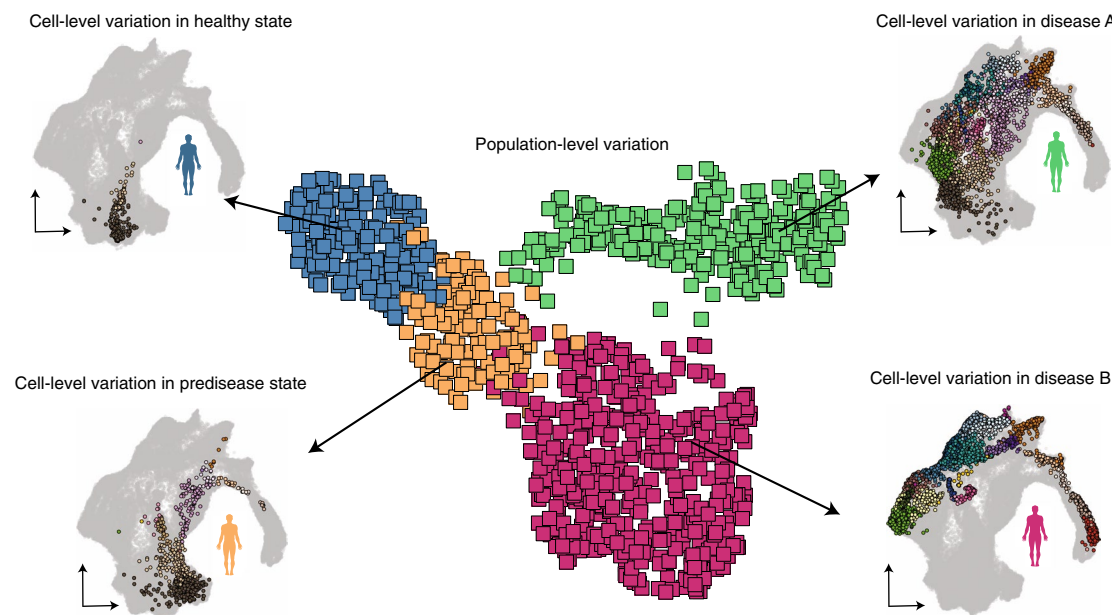 Cell-level variation in healthy state
Cell-level variation in disease A
Population-level variation
Cell-level variation in predisease state
Cell-level variation in disease B